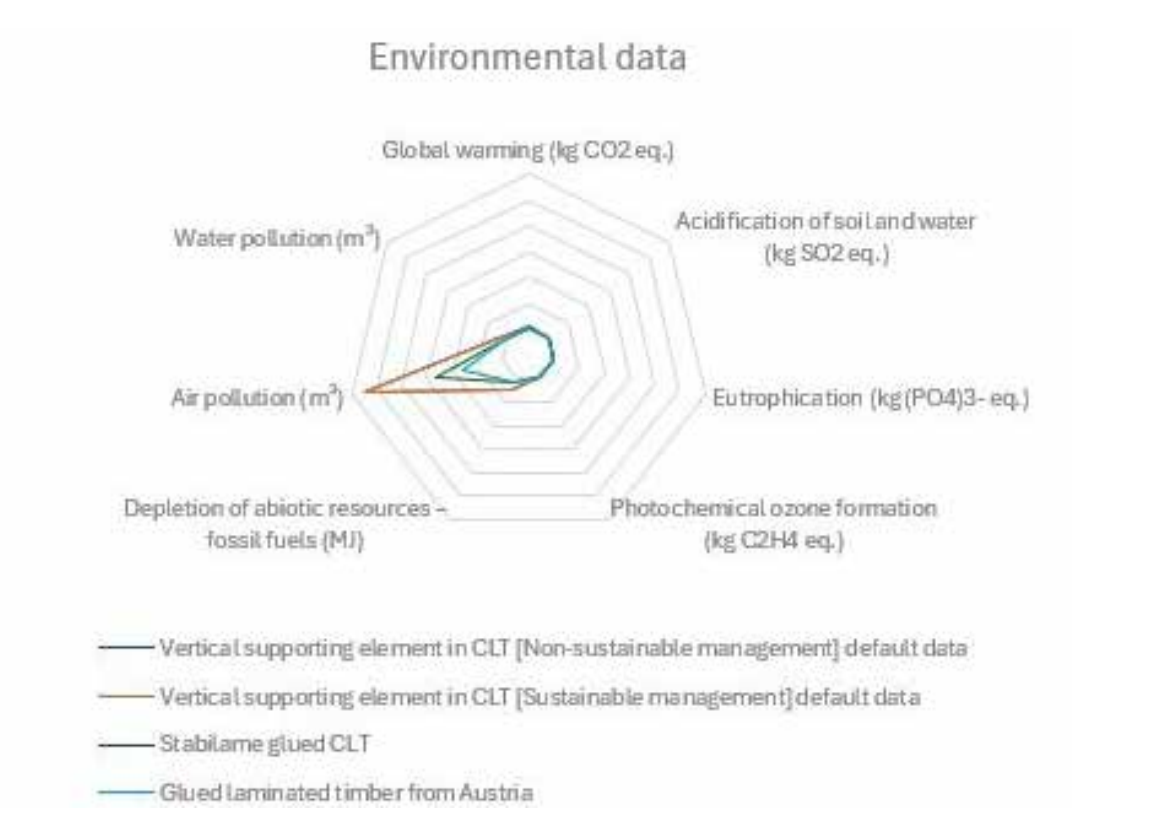 Environmental data
Global warming (kg CO2 eq.)
Acidification of soil and water
(kg SO2 eq.)
Water pollution (m³)
Air pollution (m³)
Eutrophication (kg(PO4)3- eq.)
Depletion of abiotic resources –
fossil fuels (MJ)
Photochemical ozone formation
(kg C2H4 eq.)
Vertical supporting element in CLT [Non-sustainable management] default data
Vertical supporting element in CLT [Sustainable management] default data
Stabilame glued CLT
Glued laminated timber from Austria